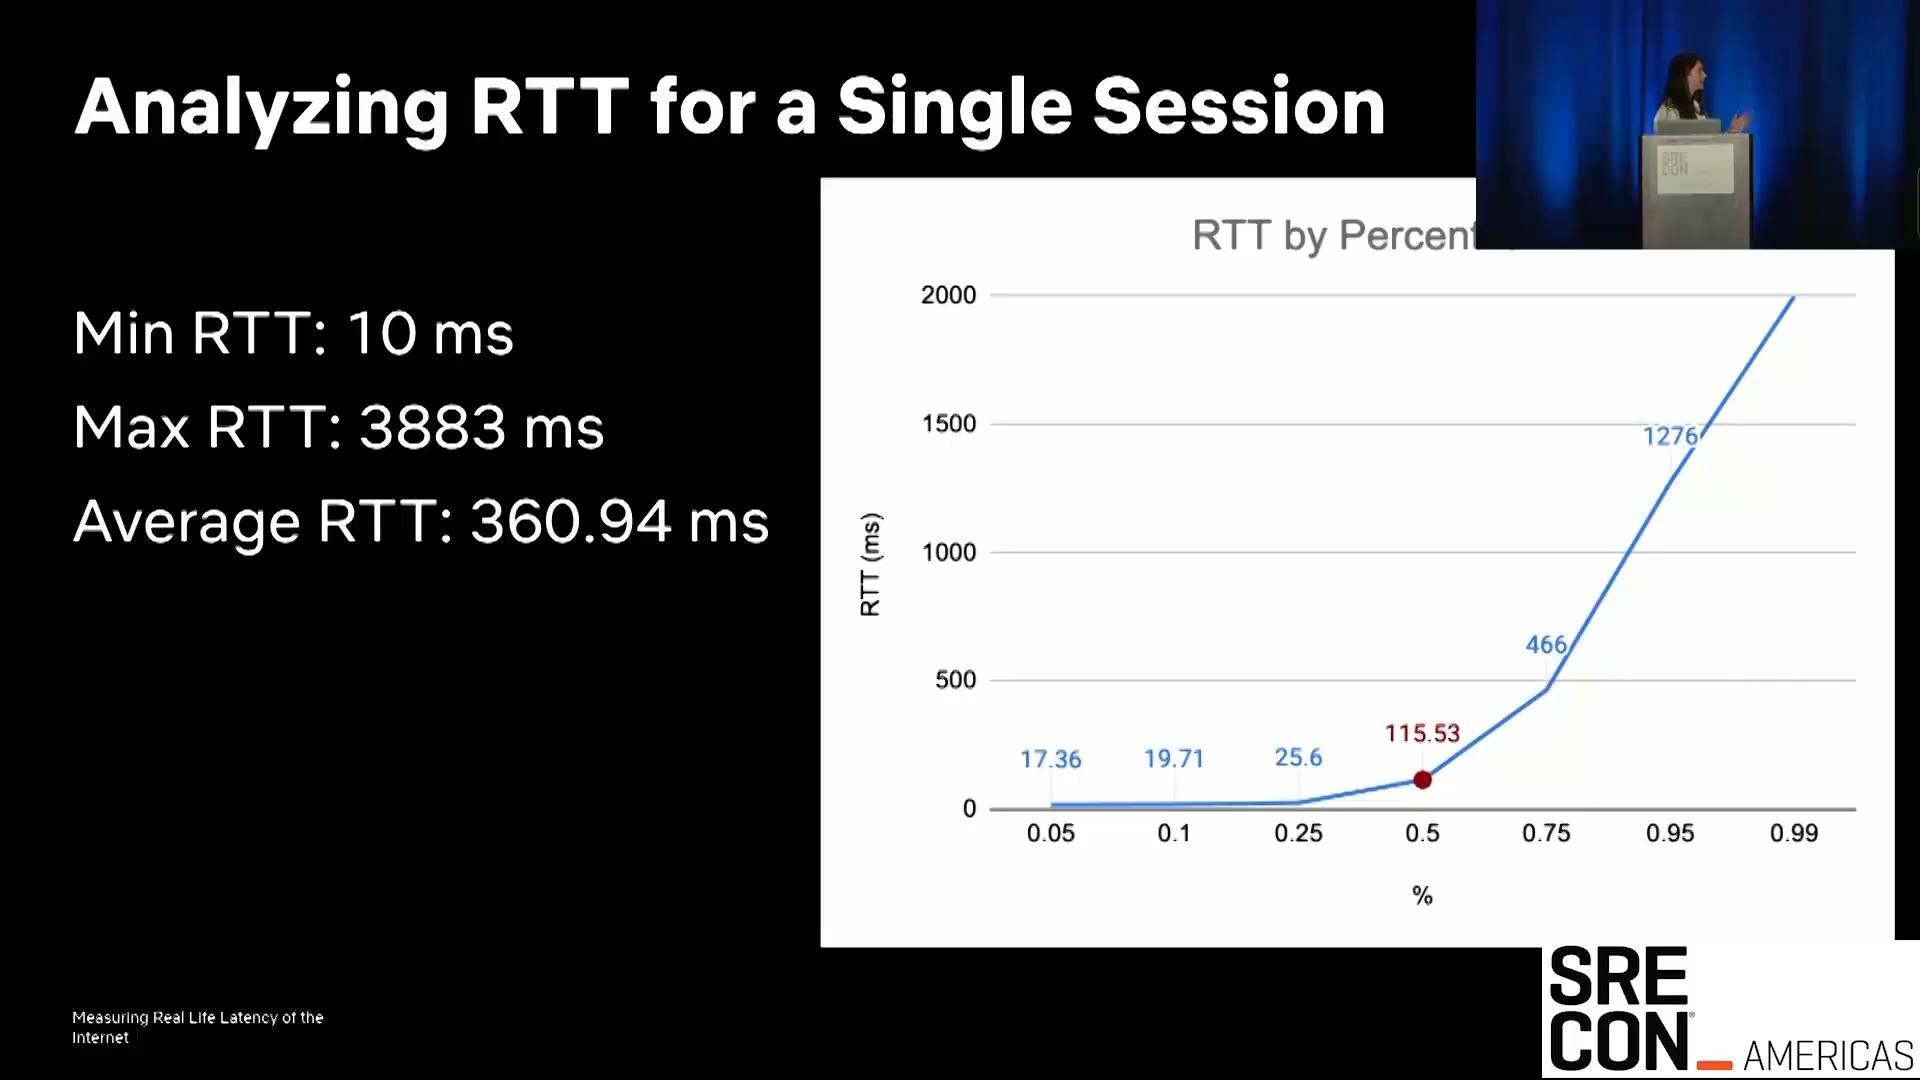 Analyzing RTT for a Single Session
Min RTT: 10 ms
Max RTT: 3883 ms
Average RTT: 360.94 ms
RTT by Percent
2000
1500
1000
500
0
RTT (ms)
17.36
19.71
25.6
115.53
466
1276
0.05
0.1
0.25
0.5
0.75
0.95
0.99
%
SRE
CON
Measuring Real Life Latency of the
Internet
SRE
CON® AMERICAS